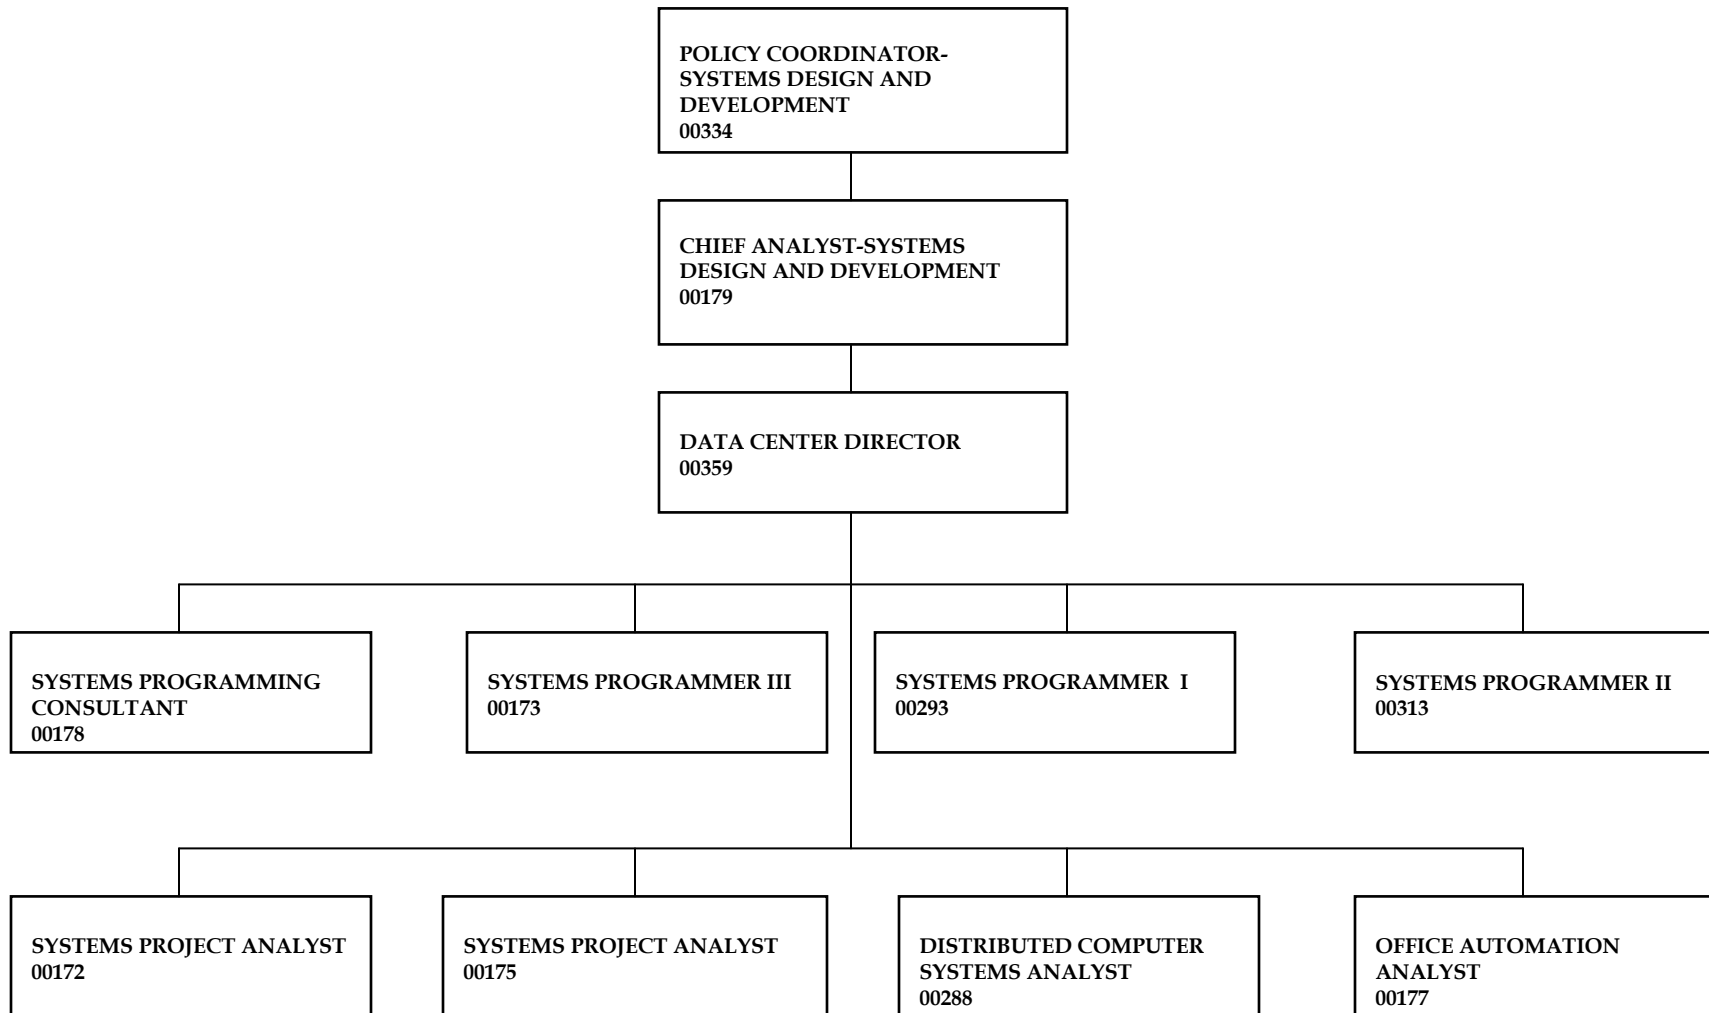 POLICY COORDINATOR-
SYSTEMS DESIGN AND
DEVELOPMENT
00334
CHIEF ANALYST-SYSTEMS
DESIGN AND DEVELOPMENT
00179
DATA CENTER DIRECTOR
00359
SYSTEMS PROGRAMMING
CONSULTANT
00178
SYSTEMS PROGRAMMER III
00173
SYSTEMS PROGRAMMER I
00293
SYSTEMS PROGRAMMER II
00313
SYSTEMS PROJECT ANALYST
00172
SYSTEMS PROJECT ANALYST
00175
DISTRIBUTED COMPUTER
SYSTEMS ANALYST
00288
OFFICE AUTOMATION
ANALYST
00177